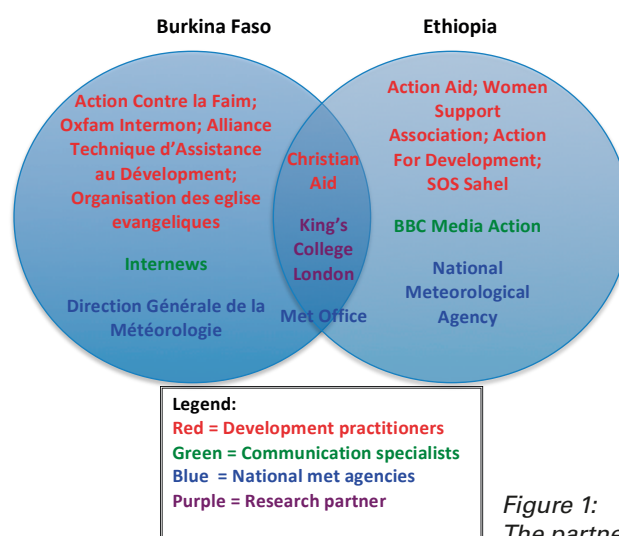 Burkina Faso
Ethiopia
Action Contre la Faim;
Oxfam Intermon; Alliance
Technique d'Assistance
au Dévelopment;
Organisation des eglise
evangeliques
Internews
Direction Générale de la
Météorologie
Christian
Aid
King's
College
London
Met Office
Action Aid; Women
Support
Association; Action
For Development;
SOS Sahel
BBC Media Action
National
Meteorological
Agency
Legend:
Red = Development practitioners
Green = Communication specialists
Blue = National met agencies
Purple = Research partner
Figure 1:
The